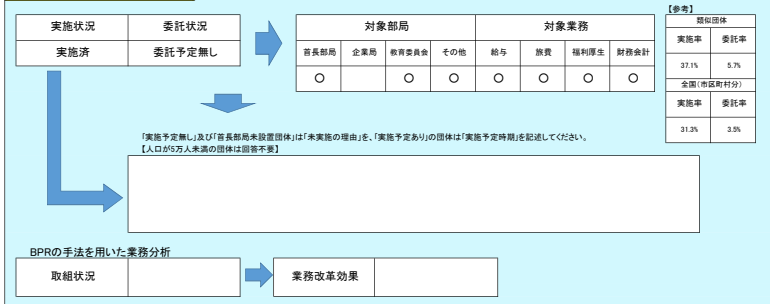 【参考】
実施状況 委託状況
実施済 委託予定無し
対象部局 対象業務
首長部局 企業局 教育委員会 その他 給与 旅費 福利厚生 財務会計
○ ○ ○ ○ ○ ○ ○
類似団体
実施率 委託率
37.1% 5.7%
全国(市区町村分)
実施率 委託率
31.3% 3.5%
「実施予定無し」及び「首長部局未設置団体」は「未実施の理由」を、「実施予定あり」の団体は「実施予定時期」を記述してください。
【人口が5万人未満の団体は回答不要】
BPRの手法を用いた業務分析
取組状況
業務改革効果